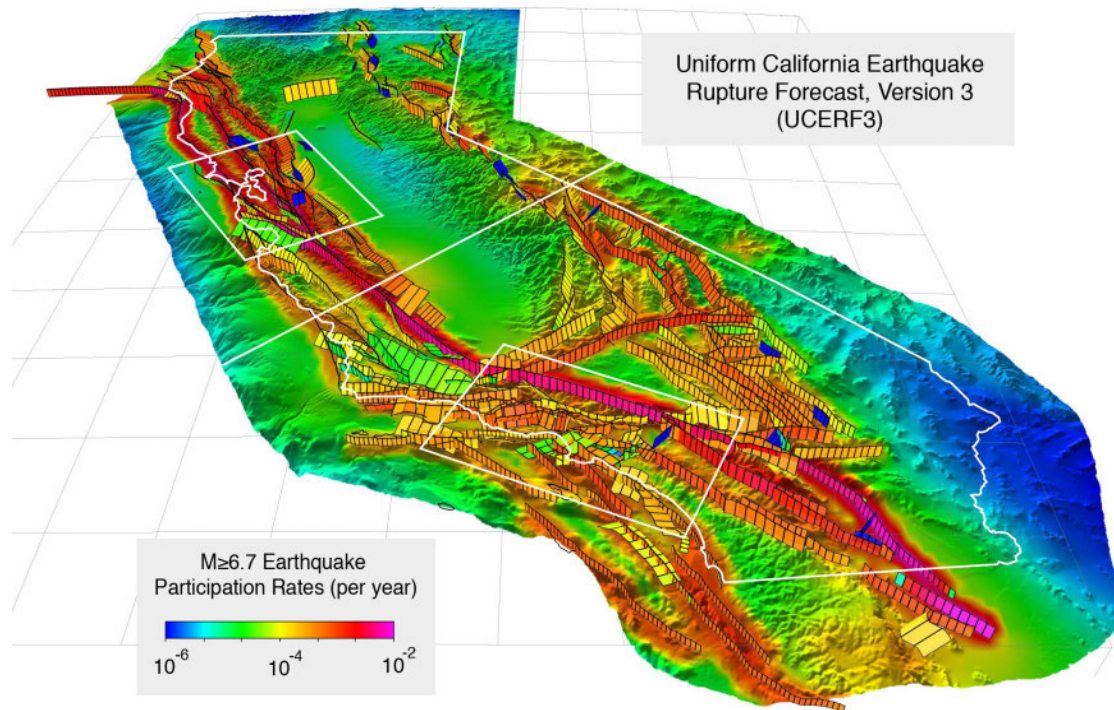 Uniform California Earthquake
Rupture Forecast, Version 3
(UCERF3)
M≥6.7 Earthquake
Participation Rates (per year)
10⁻⁶ 10⁻⁴ 10⁻²